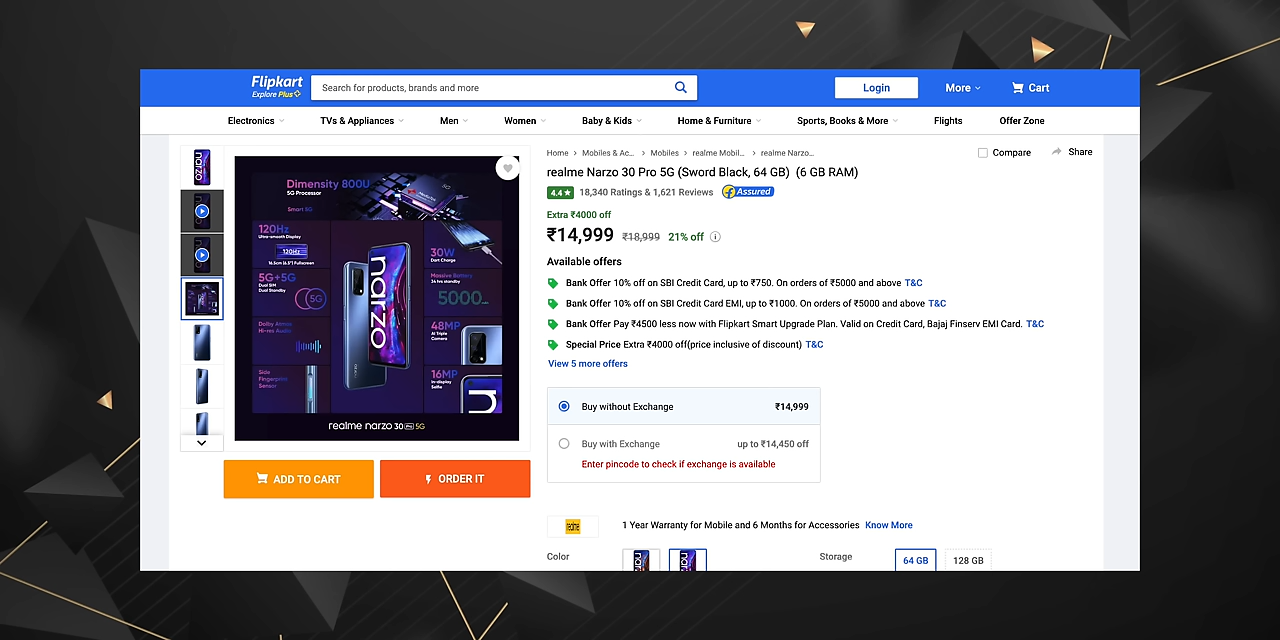 Flipkart
Explore Plus
Search for products, brands and more
Login
More
Cart
Electronics
TVs & Appliances
Men
Women
Baby & Kids
Home & Furniture
Sports, Books & More
Flights
Offer Zone
narzo
Dimensity 800U
5G Processor
Smart 5G
120Hz
Ultra-smooth Display
120Hz
16.5cm (6.5") Fullscreen
30W
Dart Charge
5G+5G
Dual SIM
Dual Standby
5G
Massive Battery
5000
Dolby Atmos
Hi-res Audio
48MP
AI Triple
Camera
Side
Fingerprint
Sensor
16MP
In-display
Selfie
narzo
realme narzo 30 Pro 5G
ADD TO CART
ORDER IT
Home > Mobiles & Ac... > Mobiles > realme Mobil... > realme Narzo...
Compare
Share
realme Narzo 30 Pro 5G (Sword Black, 64 GB) (6 GB RAM)
4.4 ★ 18,340 Ratings & 1,621 Reviews Assured
Extra ₹4000 off
₹14,999 ₹18,999 21% off
Available offers
Bank Offer 10% off on SBI Credit Card, up to ₹750. On orders of ₹5000 and above T&C
Bank Offer 10% off on SBI Credit Card EMI, up to ₹1000. On orders of ₹5000 and above T&C
Bank Offer Pay ₹4500 less now with Flipkart Smart Upgrade Plan. Valid on Credit Card, Bajaj Finserv EMI Card. T&C
Special Price Extra ₹4000 off(price inclusive of discount) T&C
View 5 more offers
Buy without Exchange ₹14,999
Buy with Exchange up to ₹14,450 off
Enter pincode to check if exchange is available
realme
1 Year Warranty for Mobile and 6 Months for Accessories Know More
Color
Storage
64 GB
128 GB